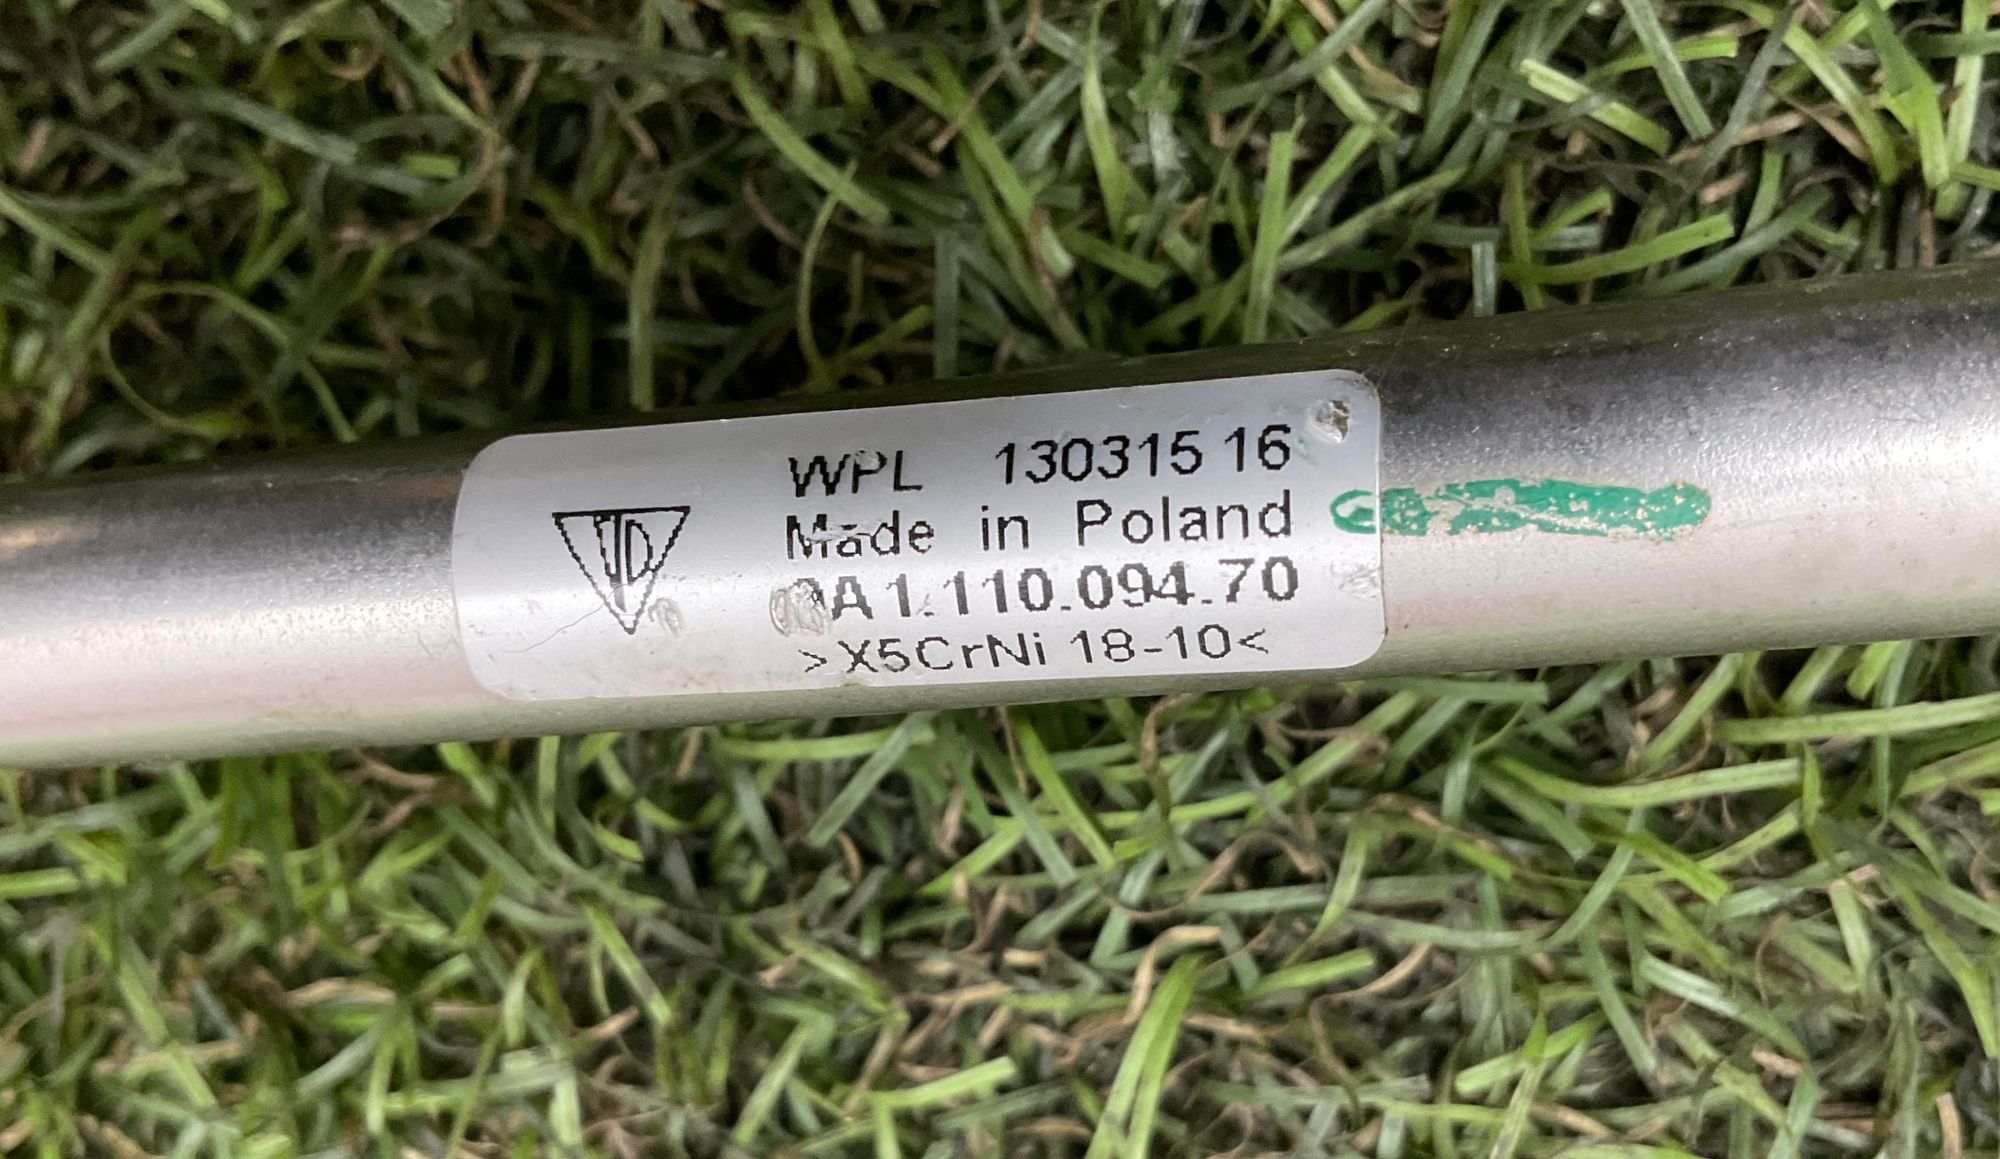 WPL 130315 16
Made in Poland
A1.110.094.70
>X5CrNi 18-10<